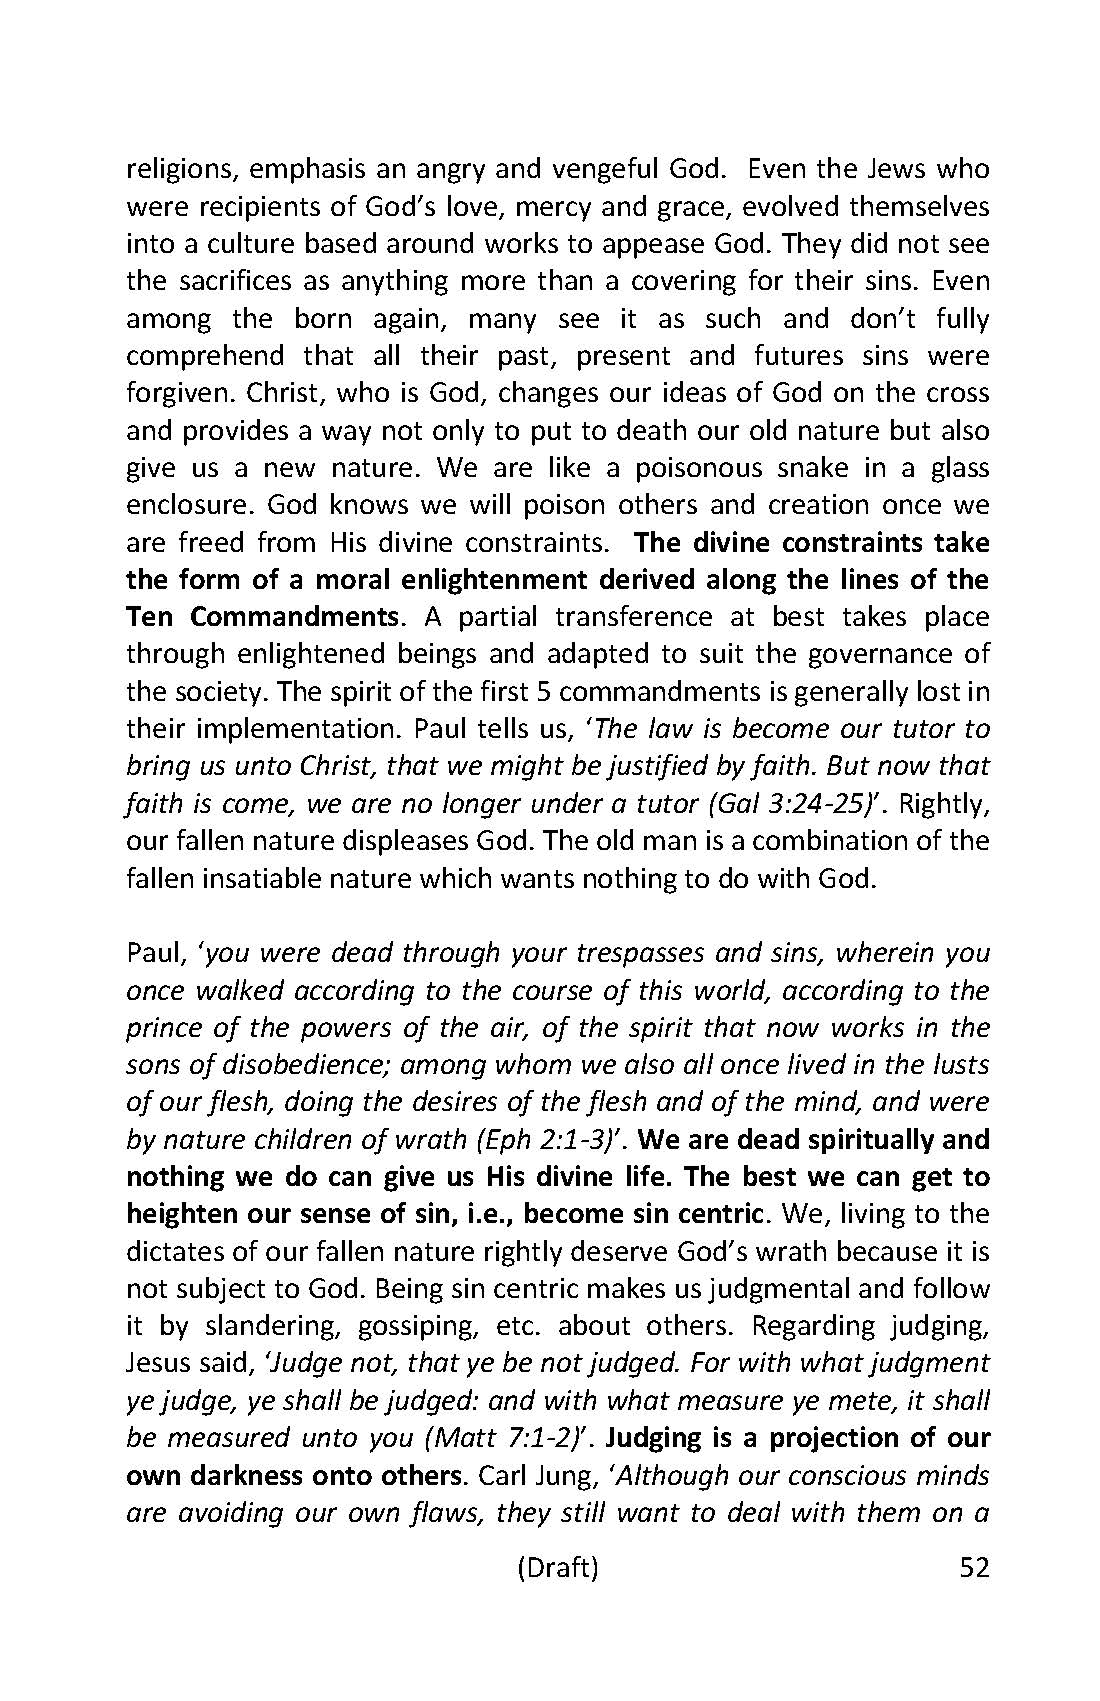 religions, emphasis an angry and vengeful God.  Even the Jews who
were recipients of God’s love, mercy and grace, evolved themselves
into a culture based around works to appease God. They did not see
the sacrifices as anything more than a covering for their sins. Even
among the born again, many see it as such and don’t fully
comprehend that all their past, present and futures sins were
forgiven. Christ, who is God, changes our ideas of God on the cross
and provides a way not only to put to death our old nature but also
give us a new nature. We are like a poisonous snake in a glass
enclosure. God knows we will poison others and creation once we
are freed from His divine constraints.  The divine constraints take
the form of a moral enlightenment derived along the lines of the
Ten Commandments. A partial transference at best takes place
through enlightened beings and adapted to suit the governance of
the society. The spirit of the first 5 commandments is generally lost in
their implementation. Paul tells us, ‘The law is become our tutor to
bring us unto Christ, that we might be justified by faith. But now that
faith is come, we are no longer under a tutor (Gal 3:24-25)’. Rightly,
our fallen nature displeases God. The old man is a combination of the
fallen insatiable nature which wants nothing to do with God.
Paul, ‘you were dead through your trespasses and sins, wherein you
once walked according to the course of this world, according to the
prince of the powers of the air, of the spirit that now works in the
sons of disobedience; among whom we also all once lived in the lusts
of our flesh, doing the desires of the flesh and of the mind, and were
by nature children of wrath (Eph 2:1-3)’. We are dead spiritually and
nothing we do can give us His divine life. The best we can get to
heighten our sense of sin, i.e., become sin centric. We, living to the
dictates of our fallen nature rightly deserve God’s wrath because it is
not subject to God. Being sin centric makes us judgmental and follow
it by slandering, gossiping, etc. about others. Regarding judging,
Jesus said, ‘Judge not, that ye be not judged. For with what judgment
ye judge, ye shall be judged: and with what measure ye mete, it shall
be measured unto you (Matt 7:1-2)’. Judging is a projection of our
own darkness onto others. Carl Jung, ‘Although our conscious minds
are avoiding our own flaws, they still want to deal with them on a
(Draft) 52